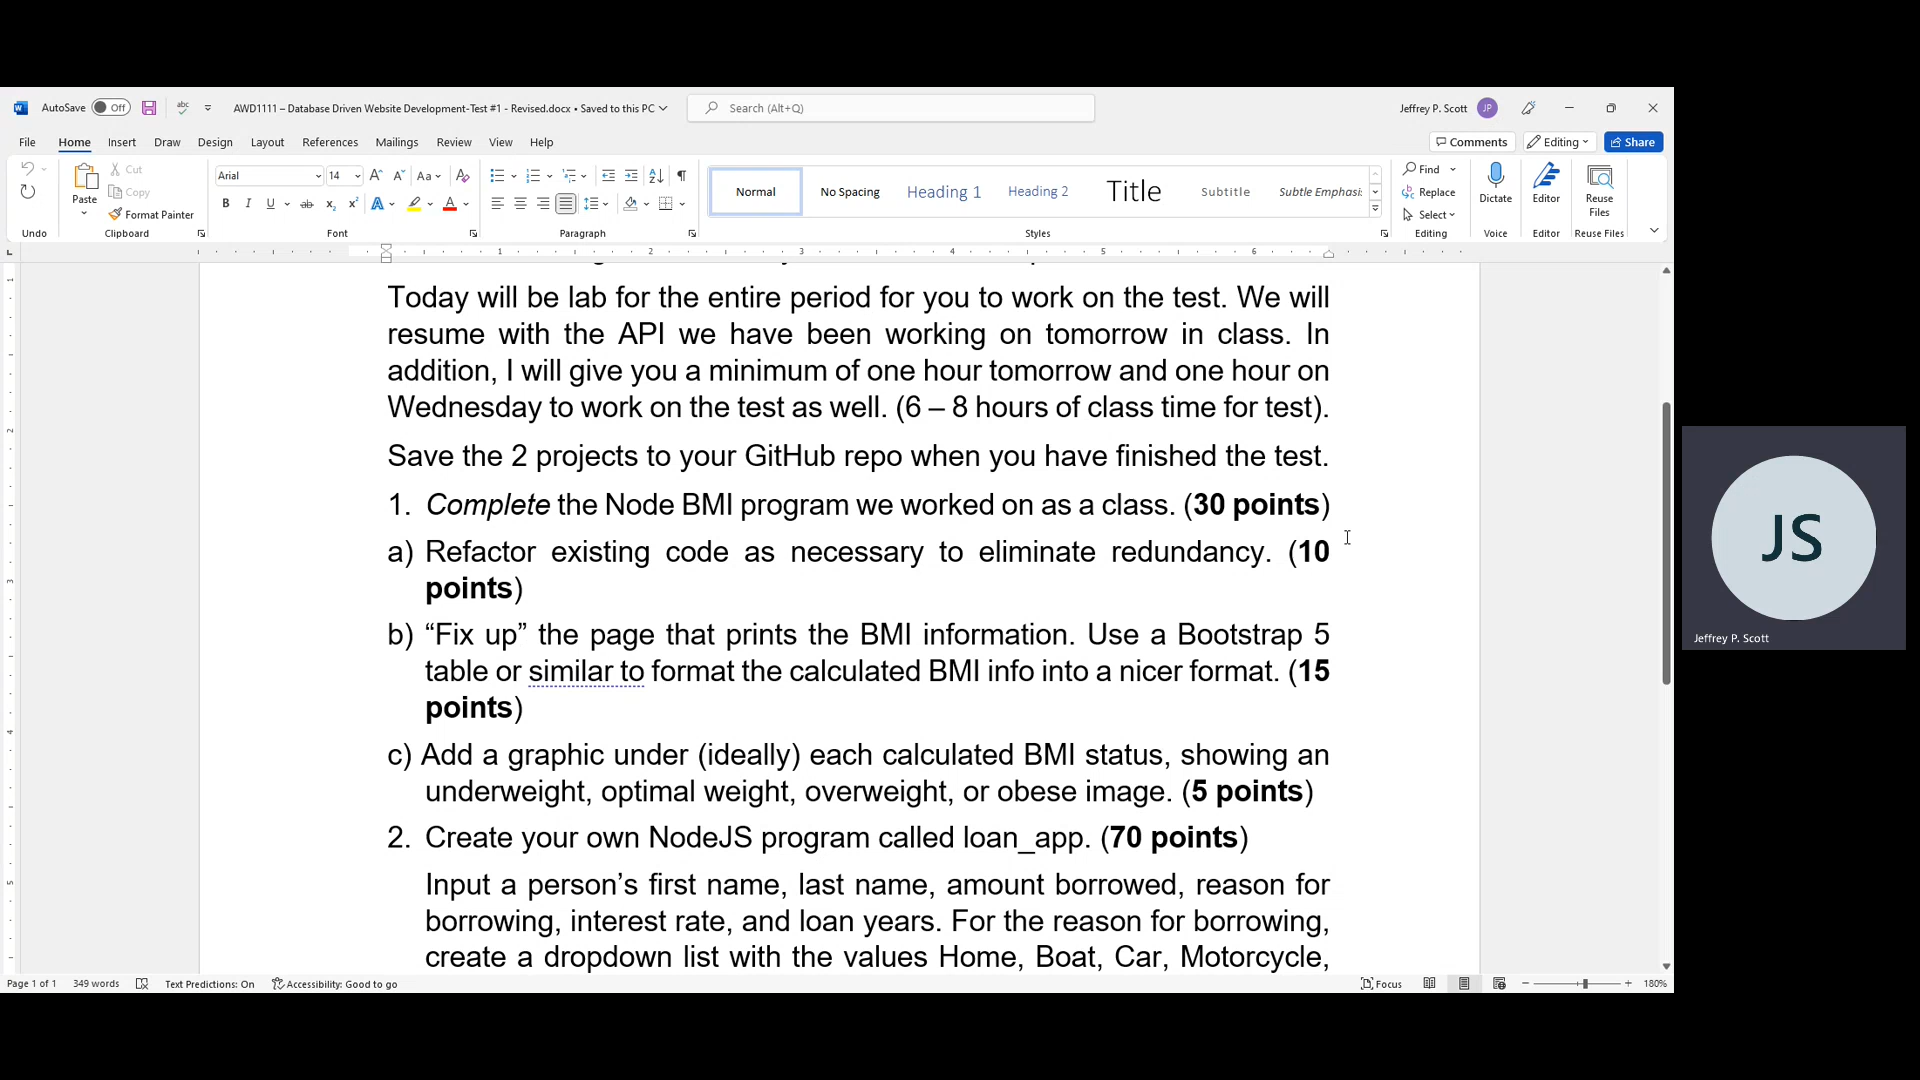 AutoSave Off
AWD1111 – Database Driven Website Development-Test #1 - Revised.docx • Saved to this PC
Search (Alt+Q)
Jeffrey P. Scott JP
File Home Insert Draw Design Layout References Mailings Review View Help
Comments Editing Share
Paste
Cut
Copy
Format Painter
Arial 14
Normal
No Spacing
Heading 1
Heading 2
Title
Subtitle
Subtle Emphasis
Find
Replace
Select
Dictate
Editor
Reuse Files
Undo Clipboard Font Paragraph Styles Editing Voice Editor Reuse Files
1 2 3 4 5 6
Today will be lab for the entire period for you to work on the test. We will
resume with the API we have been working on tomorrow in class. In
addition, I will give you a minimum of one hour tomorrow and one hour on
Wednesday to work on the test as well. (6 – 8 hours of class time for test).
Save the 2 projects to your GitHub repo when you have finished the test.
1. Complete the Node BMI program we worked on as a class. (30 points)
a) Refactor existing code as necessary to eliminate redundancy. (10
points)
b) “Fix up” the page that prints the BMI information. Use a Bootstrap 5
table or similar to format the calculated BMI info into a nicer format. (15
points)
c) Add a graphic under (ideally) each calculated BMI status, showing an
underweight, optimal weight, overweight, or obese image. (5 points)
2. Create your own NodeJS program called loan_app. (70 points)
Input a person’s first name, last name, amount borrowed, reason for
borrowing, interest rate, and loan years. For the reason for borrowing,
create a dropdown list with the values Home, Boat, Car, Motorcycle,
JS
Jeffrey P. Scott
Page 1 of 1 349 words Text Predictions: On Accessibility: Good to go Focus 180%